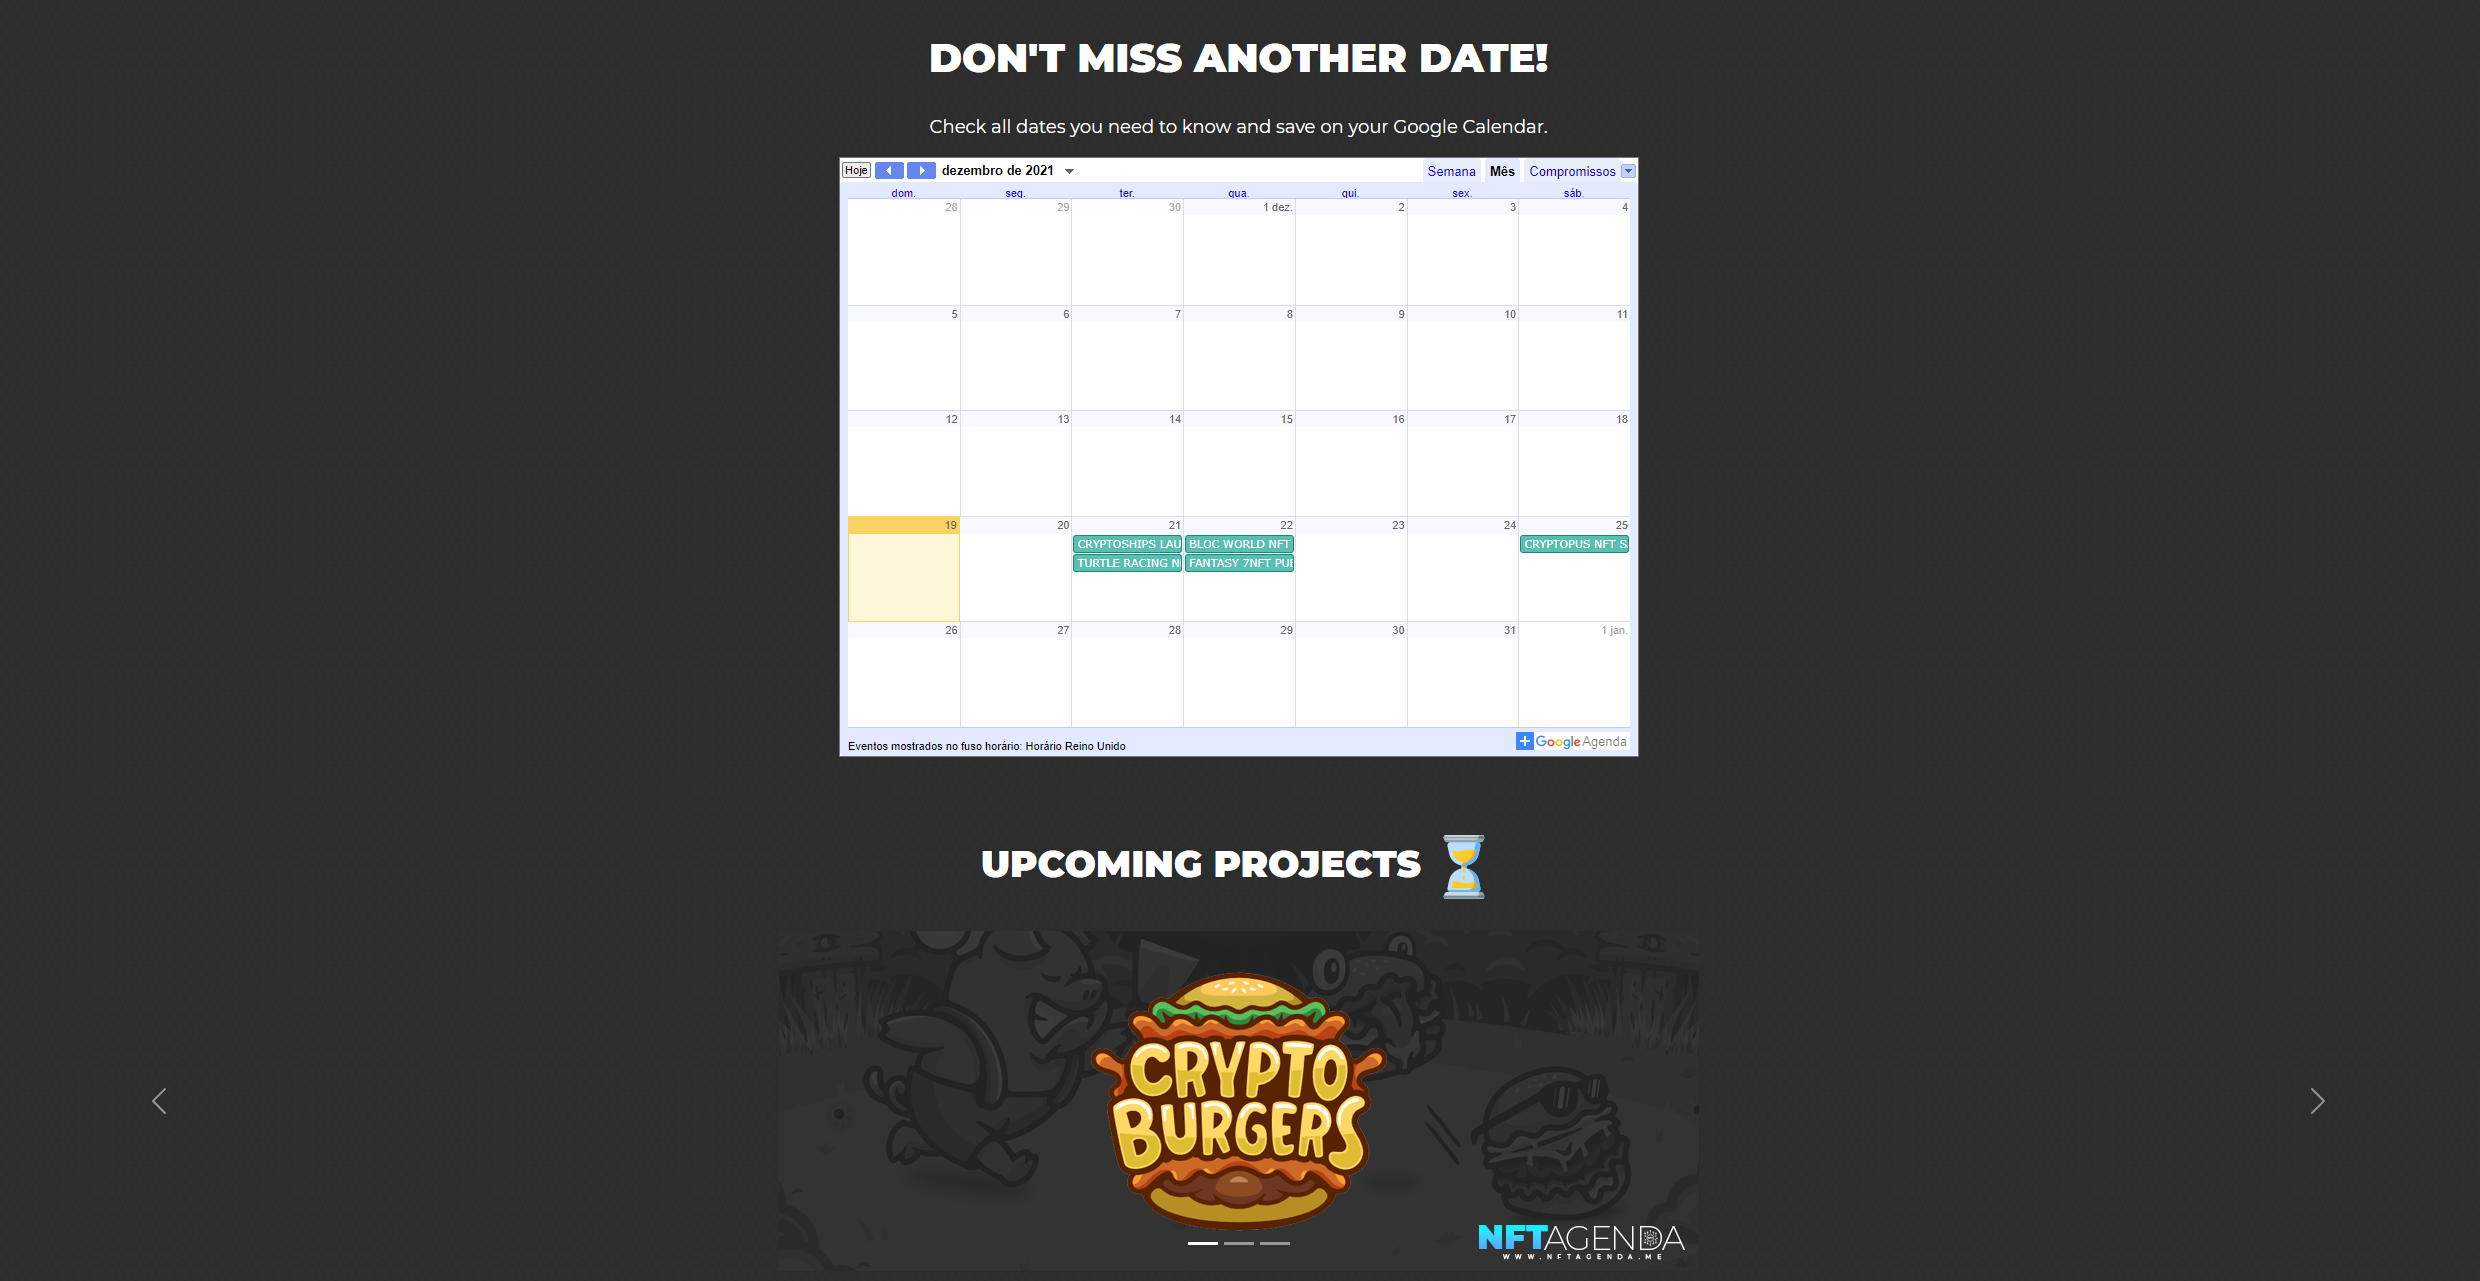 DON'T MISS ANOTHER DATE!
Check all dates you need to know and save on your Google Calendar.
Hoje dezembro de 2021 Semana Mês Compromissos
dom. seg. ter. qua. qui. sex. sáb.
28 29 30 1 dez. 2 3 4
5 6 7 8 9 10 11
12 13 14 15 16 17 18
19 20 21 22 23 24 25
CRYPTOSHIPS LAU BLOC WORLD NFT CRYPTOPUS NFT S
TURTLE RACING N FANTASY 7NFT PUB
26 27 28 29 30 31 1 jan.
Eventos mostrados no fuso horário: Horário Reino Unido
Google Agenda
UPCOMING PROJECTS
CRYPTO
BURGERS
NFTAGENDA
WWW.NFTAGENDA.ME